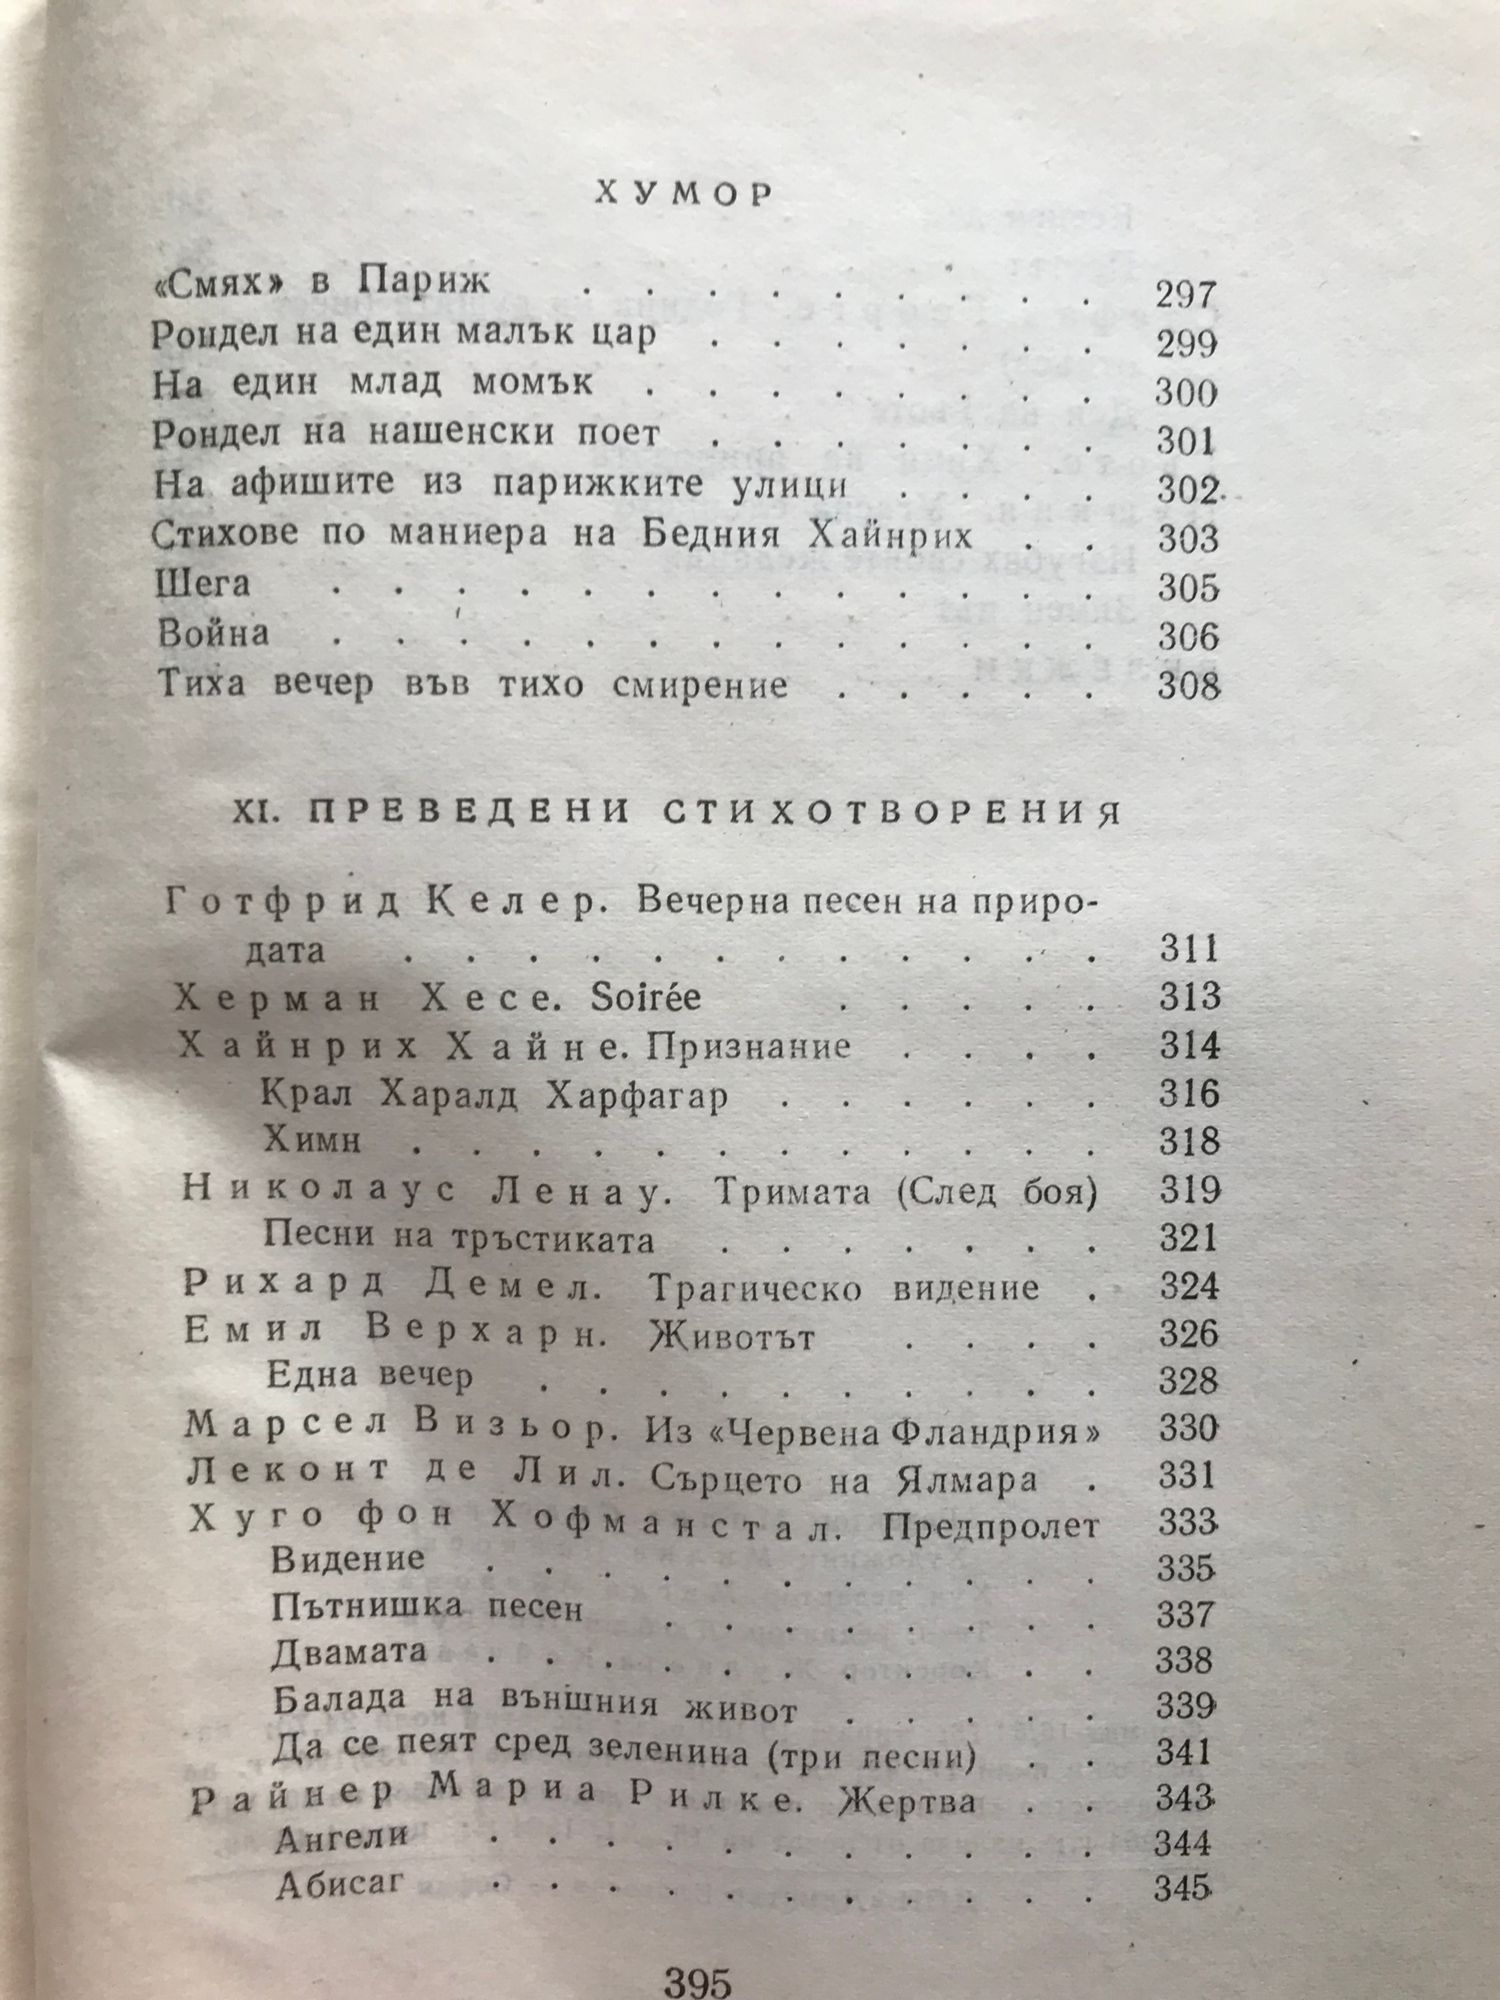 ХУМОР
«Смях» в Париж . . . . . . . . . 297
Рондел на един малък цар . . . . . . . 299
На един млад момък . . . . . . . . 300
Рондел на нашенски поет . . . . . . . 301
На афишите из парижките улици . . . . 302
Стихове по маниера на Бедния Хайнрих . . 303
Шега . . . . . . . . . . . . . 305
Война . . . . . . . . . . . . . 306
Тиха вечер във тихо смирение . . . . . 308
XI. ПРЕВЕДЕНИ СТИХОТВОРЕНИЯ
Готфрид Келер. Вечерна песен на приро-
дата . . . . . . . . . . . . 311
Херман Хесе. Soirée . . . . . 313
Хайнрих Хайне. Признание . . . . 314
Крал Харалд Харфагар . . . . . . 316
Химн . . . . . . . . . . . . 318
Николаус Ленау. Тримата (След боя) 319
Песни на тръстиката . . . . . . . 321
Рихард Демел. Трагическо видение . 324
Емил Верхарн. Животът . . . . 326
Една вечер . . . . . . . . . . 328
Марсел Визьор. Из «Червена Фландрия» 330
Леконт де Лил. Сърцето на Ялмара . 331
Хуго фон Хофманстал. Предпролет 333
Видение . . . . . . . . . . . 335
Пътнишка песен . . . . . . . . 337
Двамата . . . . . . . . . . . 338
Балада на външния живот . . . . . 339
Да се пеят сред зеленина (три песни) . . 341
Райнер Мариа Рилке. Жертва . . 343
Ангели . . . . . . . . . . . 344
Абисаг . . . . . . . . . . . 345
395